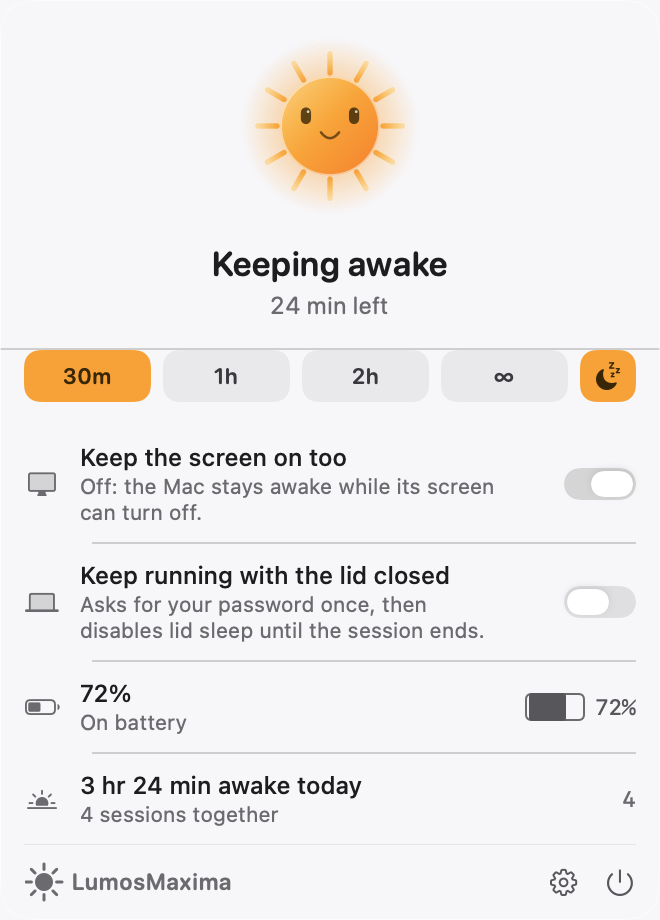 Keeping awake
24 min left
30m
1h
2h
∞
z z z
Keep the screen on too
Off: the Mac stays awake while its screen
can turn off.
Keep running with the lid closed
Asks for your password once, then
disables lid sleep until the session ends.
72%
On battery
72%
3 hr 24 min awake today
4 sessions together
4
LumosMaxima